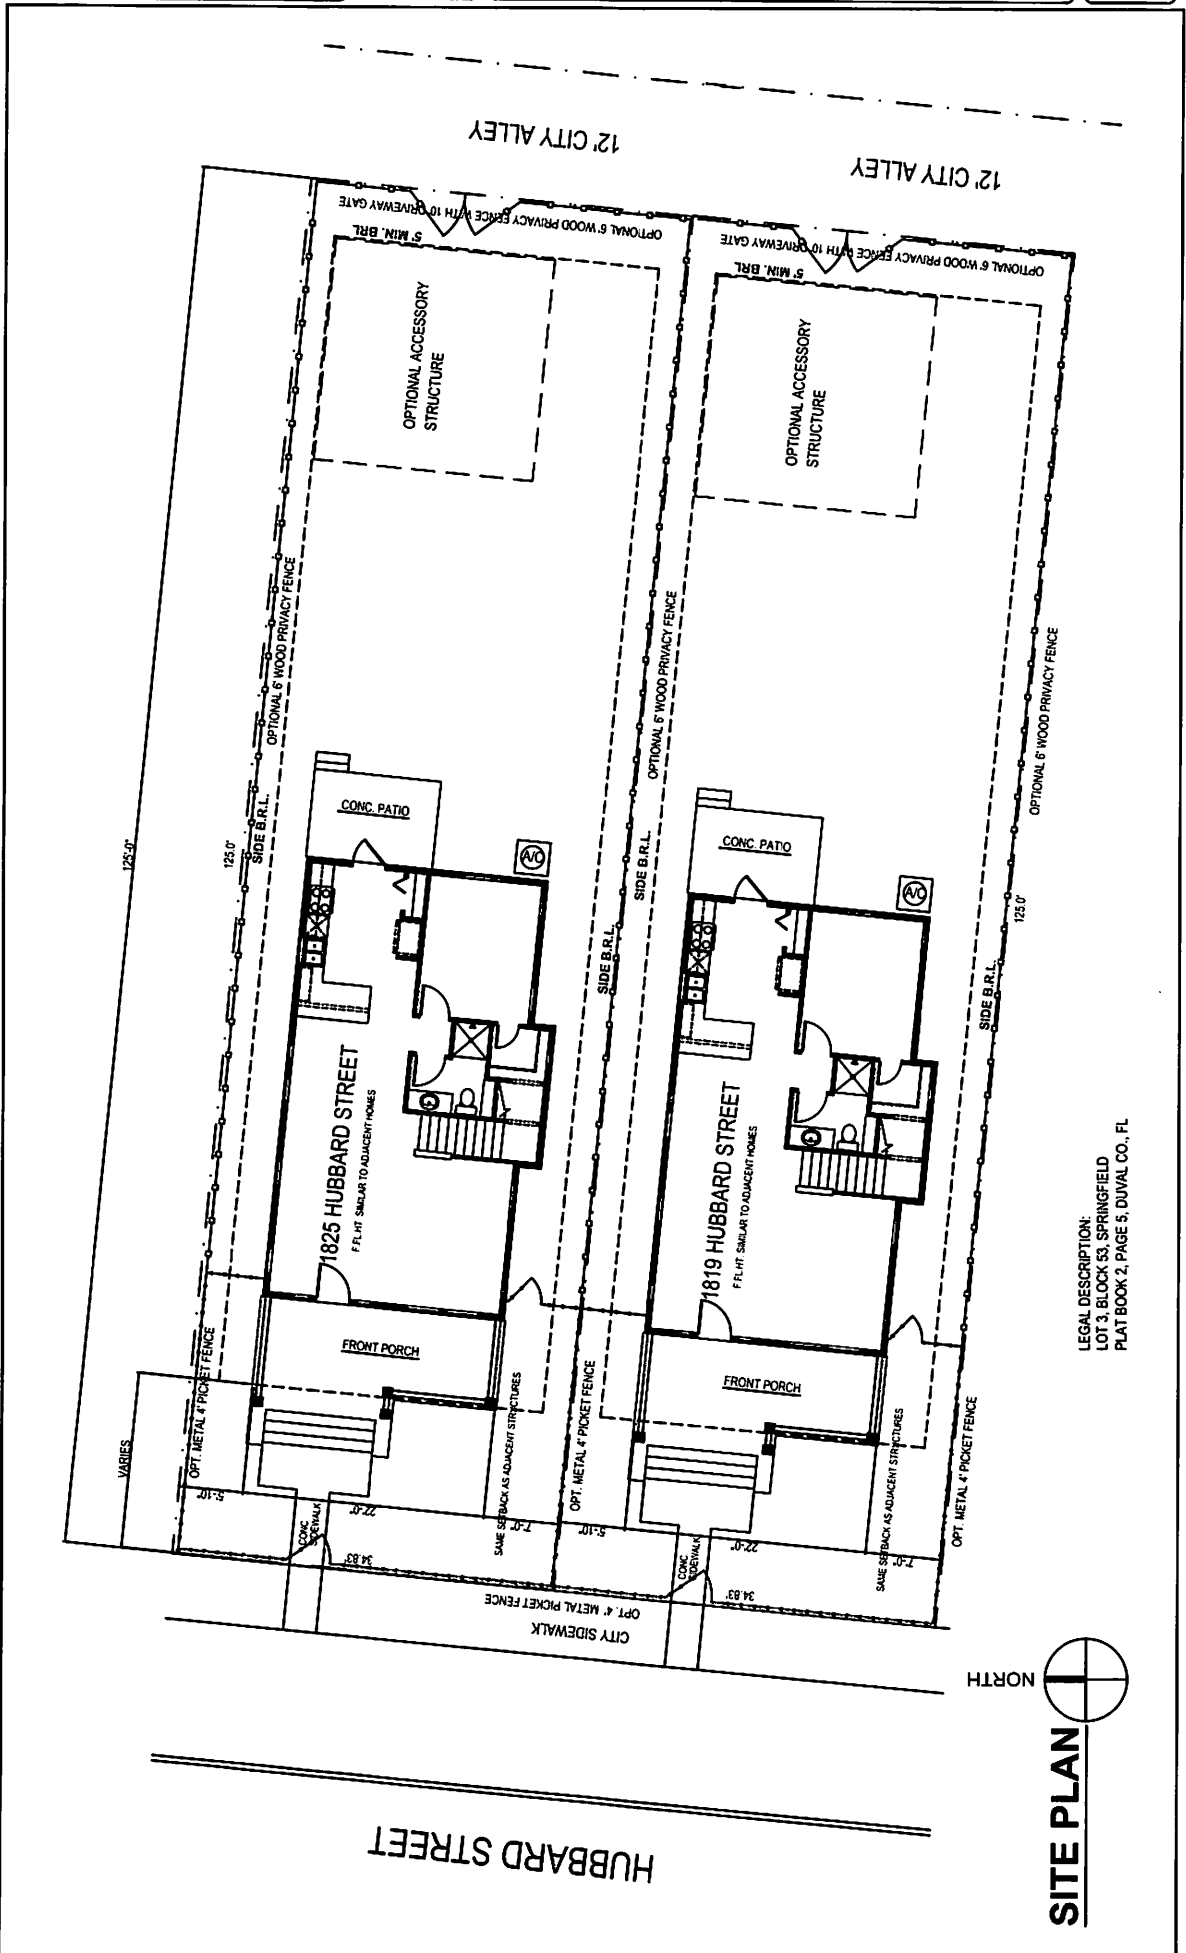 12' CITY ALLEY
12' CITY ALLEY
OPTIONAL 6' WOOD PRIVACY FENCE WITH 10' DRIVEWAY GATE
5' MIN. BRL
OPTIONAL 6' WOOD PRIVACY FENCE WITH 10' DRIVEWAY GATE
5' MIN. BRL
OPTIONAL ACCESSORY
STRUCTURE
OPTIONAL ACCESSORY
STRUCTURE
OPTIONAL 6' WOOD PRIVACY FENCE
OPTIONAL 6' WOOD PRIVACY FENCE
OPTIONAL 6' WOOD PRIVACY FENCE
125'-0"
125.0'
SIDE B.R.L.
CONC. PATIO
A/C
SIDE B.R.L.
SIDE B.R.L.
CONC. PATIO
A/C
125.0'
SIDE B.R.L.
1825 HUBBARD STREET
F.FL.HT. SIMILAR TO ADJACENT HOMES
1819 HUBBARD STREET
F.FL.HT. SIMILAR TO ADJACENT HOMES
FRONT PORCH
FRONT PORCH
VARIES
OPT. METAL 4' PICKET FENCE
OPT. METAL 4' PICKET FENCE
OPT. METAL 4' PICKET FENCE
SAME SETBACK AS ADJACENT STRUCTURES
SAME SETBACK AS ADJACENT STRUCTURES
5'-10"
22'-0"
7'-0"
5'-10"
22'-0"
7'-0"
CONC
SIDEWALK
CONC
SIDEWALK
34.83'
34.83'
OPT. 4' METAL PICKET FENCE
CITY SIDEWALK
HUBBARD STREET
LEGAL DESCRIPTION:
LOT 3, BLOCK 53, SPRINGFIELD
PLAT BOOK 2, PAGE 5, DUVAL CO., FL
NORTH
SITE PLAN